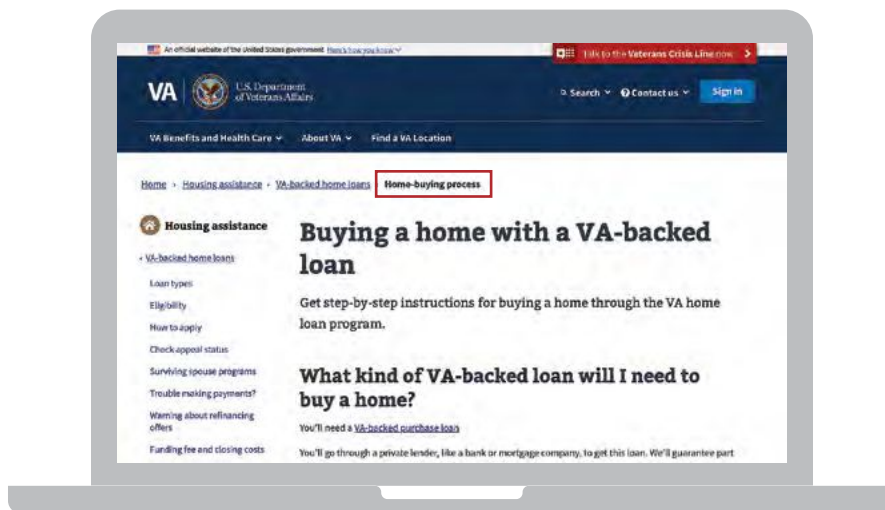 An official website of the United States government Here's how you know
Talk to the Veterans Crisis Line now
VA
U.S. Department
of Veterans Affairs
Search
Contact us
Sign in
VA Benefits and Health Care
About VA
Find a VA Location
Home › Housing assistance › VA-backed home loans Home-buying process
Housing assistance
‹ VA-backed home loans
Loan types
Eligibility
How to apply
Check appeal status
Surviving spouse programs
Trouble making payments?
Warning about refinancing
offers
Funding fee and closing costs
Buying a home with a VA-backed
loan
Get step-by-step instructions for buying a home through the VA home
loan program.
What kind of VA-backed loan will I need to
buy a home?
You'll need a VA-backed purchase loan
You'll go through a private lender, like a bank or mortgage company, to get this loan. We'll guarantee part